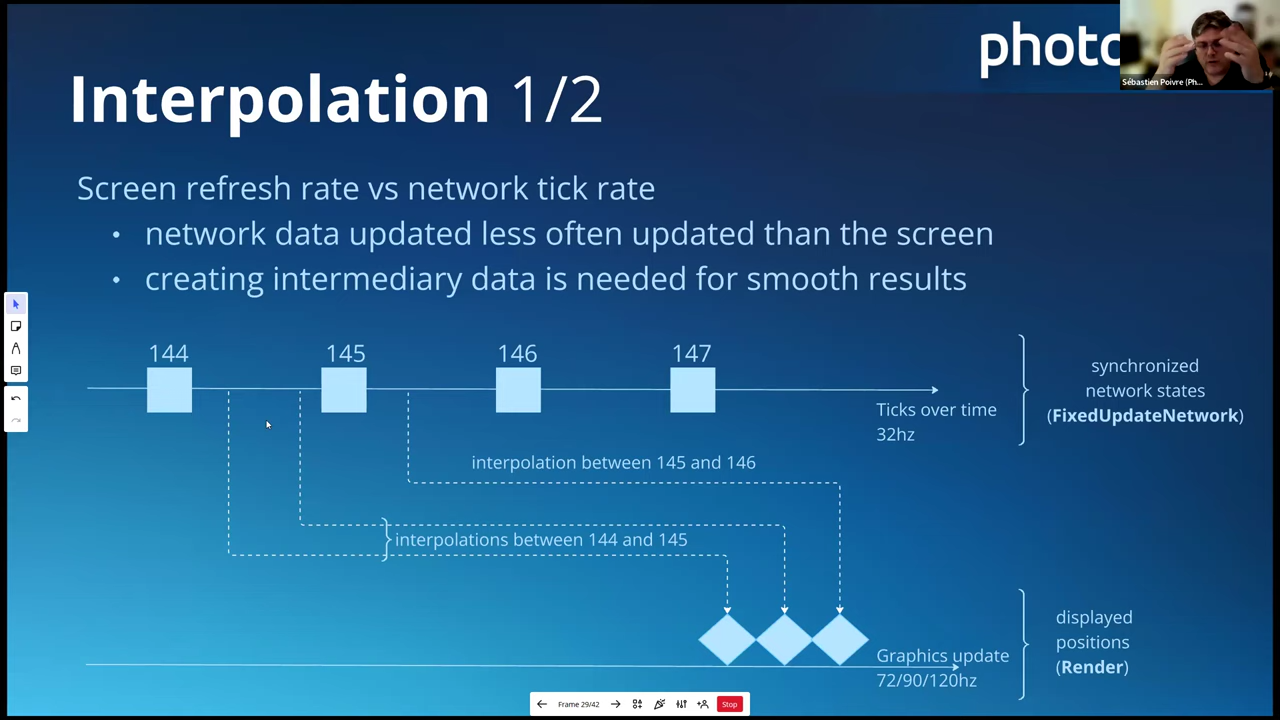 photo
Sébastien Poivre (Ph...
Interpolation 1/2
Screen refresh rate vs network tick rate
• network data updated less often updated than the screen
• creating intermediary data is needed for smooth results
144
145
146
147
Ticks over time
32hz
synchronized
network states
(FixedUpdateNetwork)
interpolation between 145 and 146
interpolations between 144 and 145
Graphics update
72/90/120hz
displayed
positions
(Render)
Frame 29/42
Stop